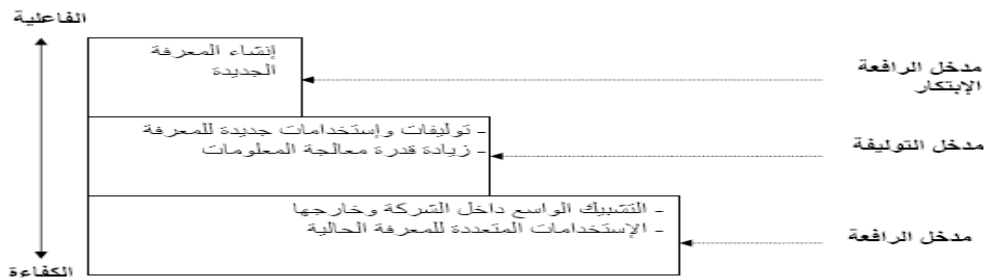 الفاعلية
إنشاء المعرفة
الجديدة
مدخل الرافعة
الإبتكار
- توليفات وإستخدامات جديدة للمعرفة
- زيادة قدرة معالجة المعلومات
مدخل التوليفة
- التشبيك الواسع داخل الشركة وخارجها
- الإستخدامات المتعددة للمعرفة الحالية
مدخل الرافعة
الكفاءة